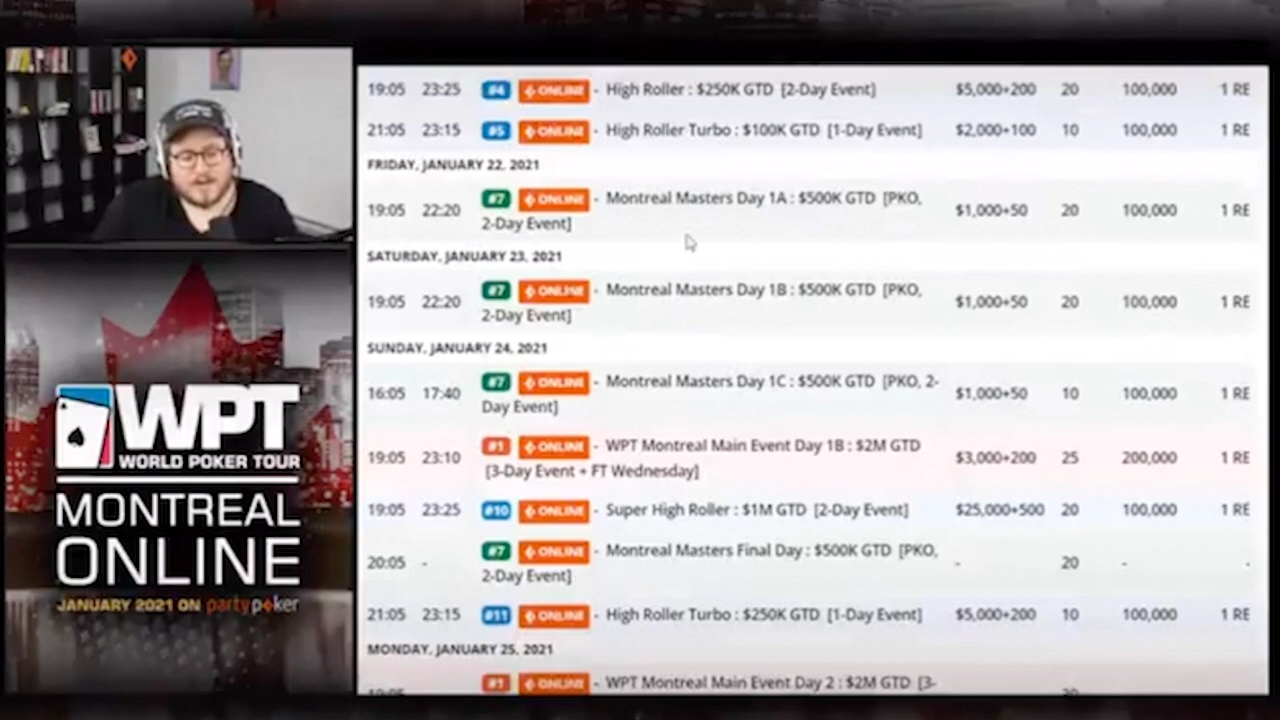 19:05 23:25 #4 ONLINE - High Roller : $250K GTD [2-Day Event] $5,000+200 20 100,000 1 RE
21:05 23:15 #5 ONLINE - High Roller Turbo : $100K GTD [1-Day Event] $2,000+100 10 100,000 1 RE
FRIDAY, JANUARY 22, 2021
19:05 22:20 #7 ONLINE - Montreal Masters Day 1A : $500K GTD [PKO, $1,000+50 20 100,000 1 RE
2-Day Event]
SATURDAY, JANUARY 23, 2021
19:05 22:20 #7 ONLINE - Montreal Masters Day 1B : $500K GTD [PKO, $1,000+50 20 100,000 1 RE
2-Day Event]
SUNDAY, JANUARY 24, 2021
16:05 17:40 #7 ONLINE - Montreal Masters Day 1C : $500K GTD [PKO, 2- $1,000+50 10 100,000 1 RE
Day Event]
19:05 23:10 #1 ONLINE - WPT Montreal Main Event Day 1B : $2M GTD $3,000+200 25 200,000 1 RE
[3-Day Event + FT Wednesday]
19:05 23:25 #10 ONLINE - Super High Roller : $1M GTD [2-Day Event] $25,000+500 20 100,000 1 RE
20:05 - #7 ONLINE - Montreal Masters Final Day : $500K GTD [PKO, - 20 - -
2-Day Event]
21:05 23:15 #11 ONLINE - High Roller Turbo : $250K GTD [1-Day Event] $5,000+200 10 100,000 1 RE
MONDAY, JANUARY 25, 2021
#1 ONLINE - WPT Montreal Main Event Day 2 : $2M GTD [3-
WPT
WORLD POKER TOUR
MONTREAL
ONLINE
JANUARY 2021 ON partypoker